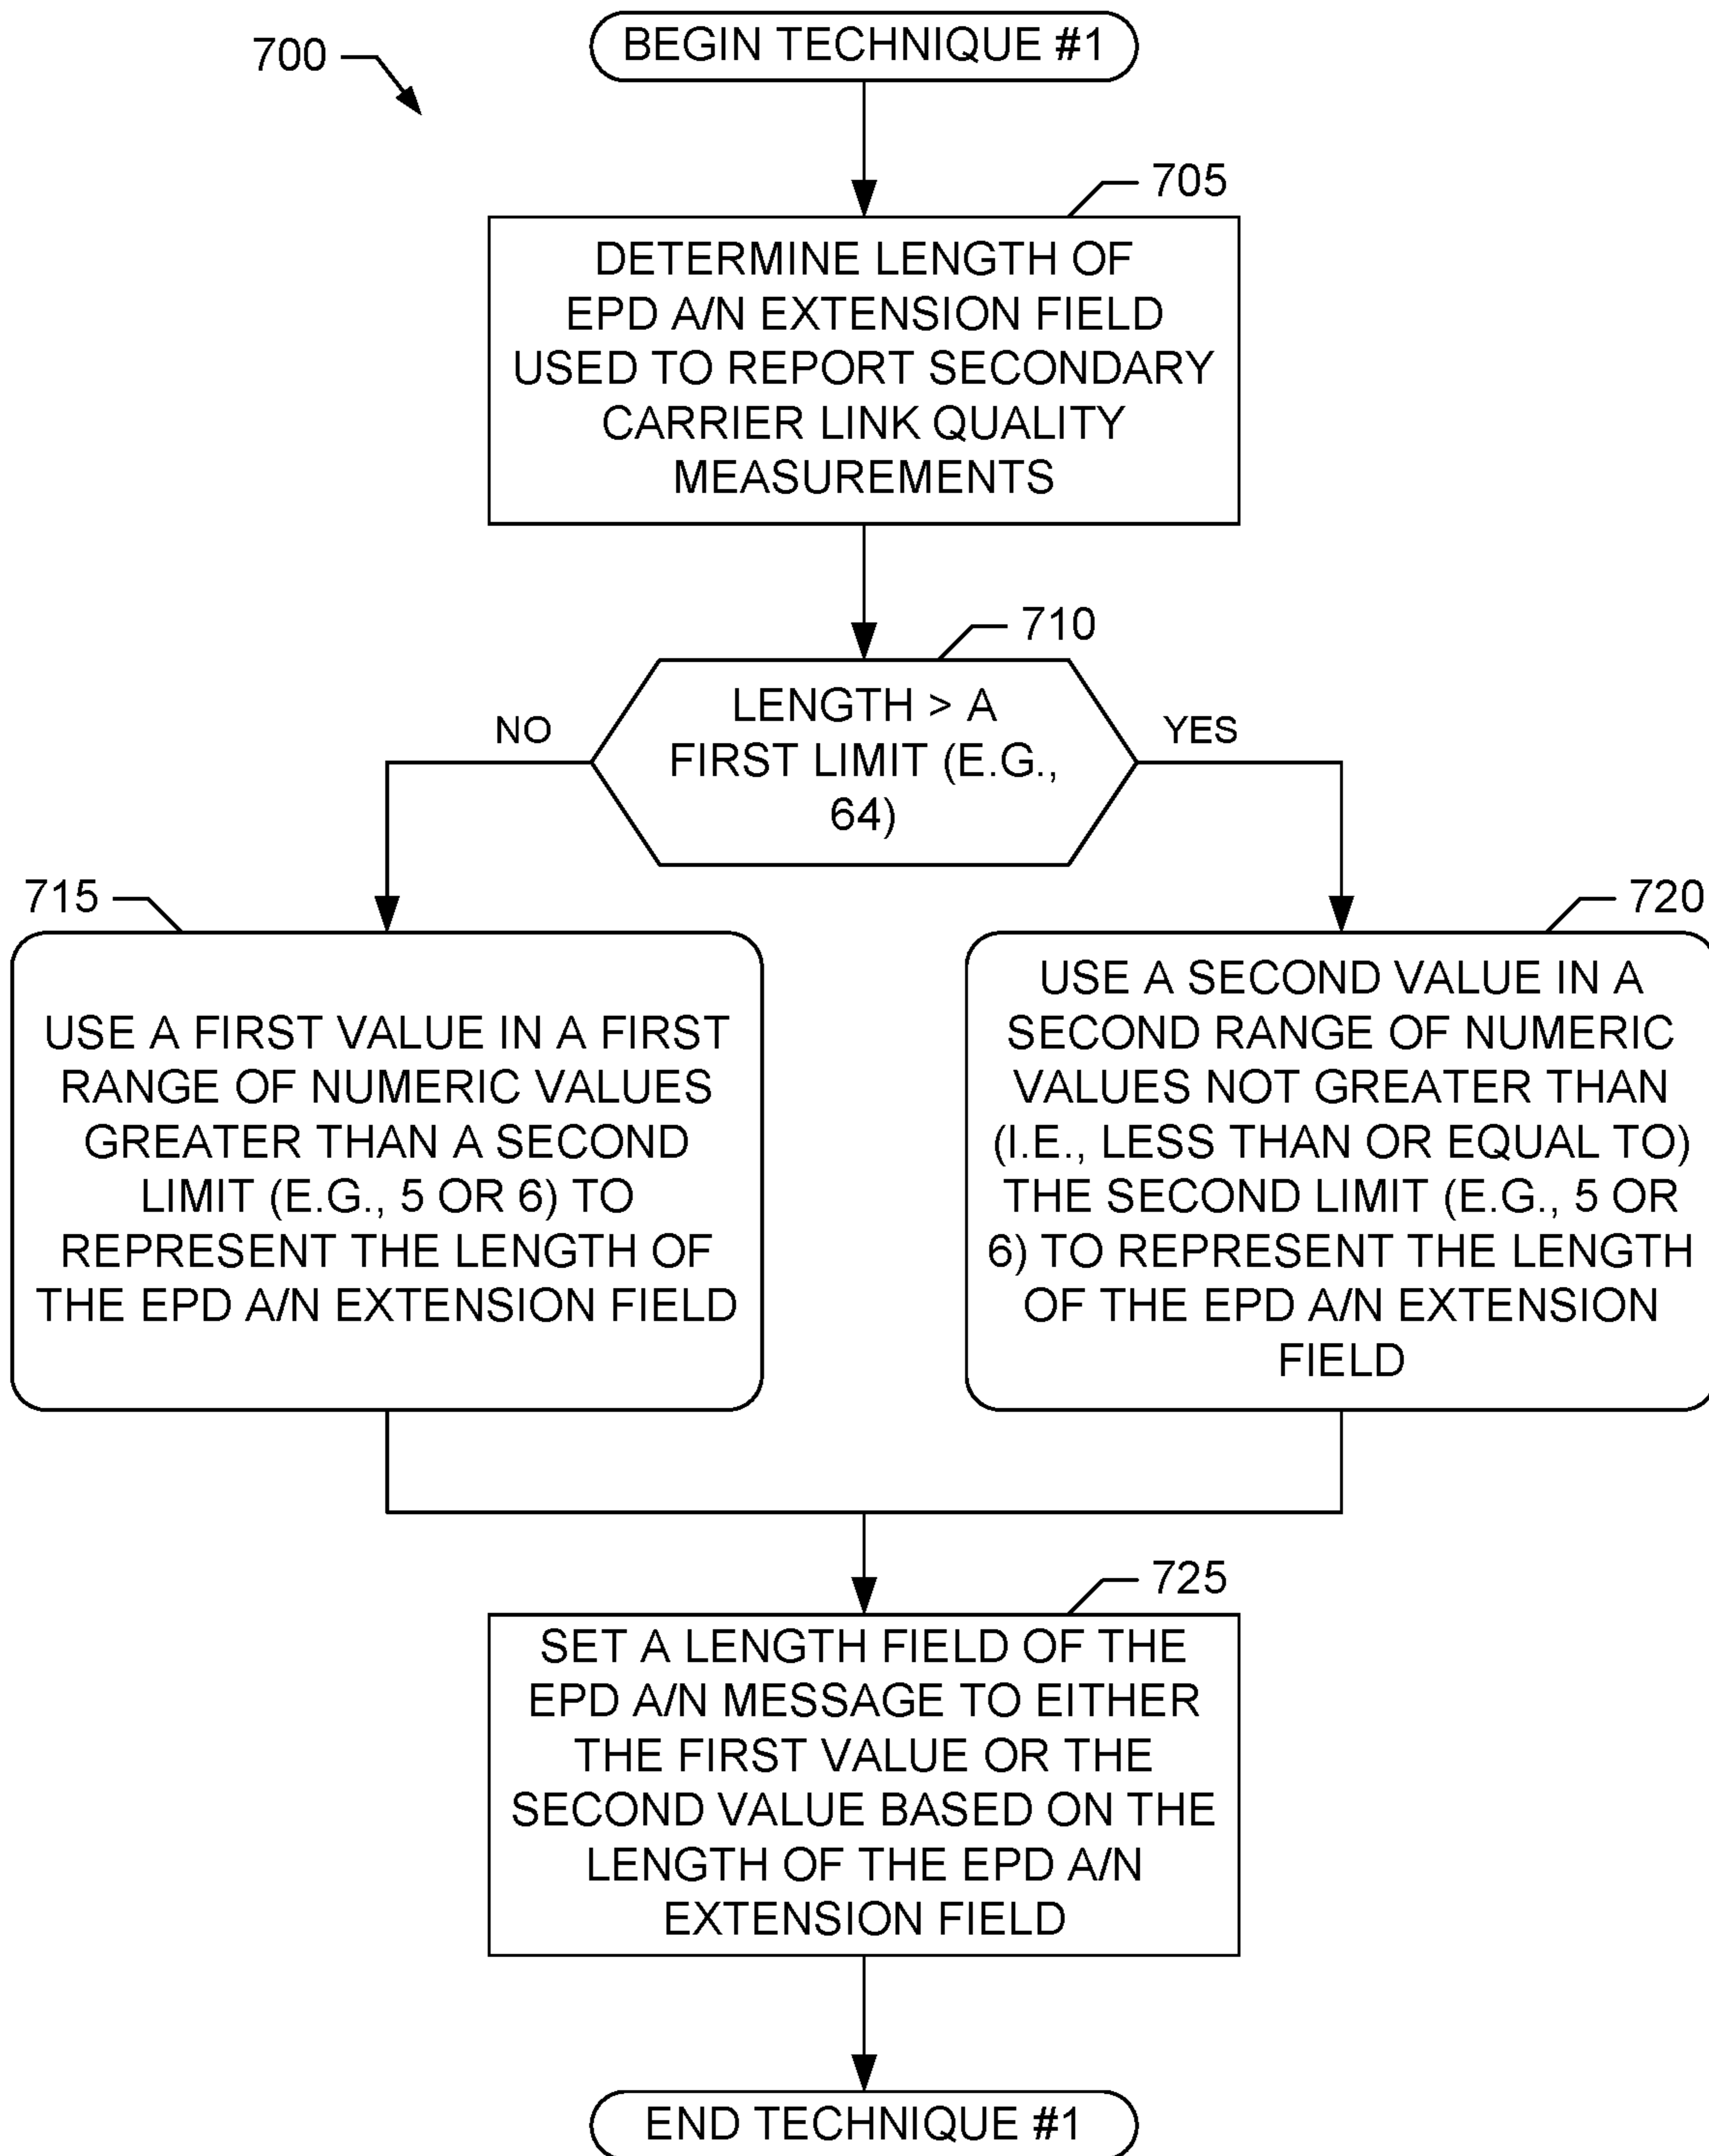 BEGIN TECHNIQUE #1
700
705
DETERMINE LENGTH OF
EPD A/N EXTENSION FIELD
USED TO REPORT SECONDARY
CARRIER LINK QUALITY
MEASUREMENTS
710
LENGTH > A
FIRST LIMIT (E.G.,
64)
NO
YES
715
USE A FIRST VALUE IN A FIRST
RANGE OF NUMERIC VALUES
GREATER THAN A SECOND
LIMIT (E.G., 5 OR 6) TO
REPRESENT THE LENGTH OF
THE EPD A/N EXTENSION FIELD
720
USE A SECOND VALUE IN A
SECOND RANGE OF NUMERIC
VALUES NOT GREATER THAN
(I.E., LESS THAN OR EQUAL TO)
THE SECOND LIMIT (E.G., 5 OR
6) TO REPRESENT THE LENGTH
OF THE EPD A/N EXTENSION
FIELD
725
SET A LENGTH FIELD OF THE
EPD A/N MESSAGE TO EITHER
THE FIRST VALUE OR THE
SECOND VALUE BASED ON THE
LENGTH OF THE EPD A/N
EXTENSION FIELD
END TECHNIQUE #1